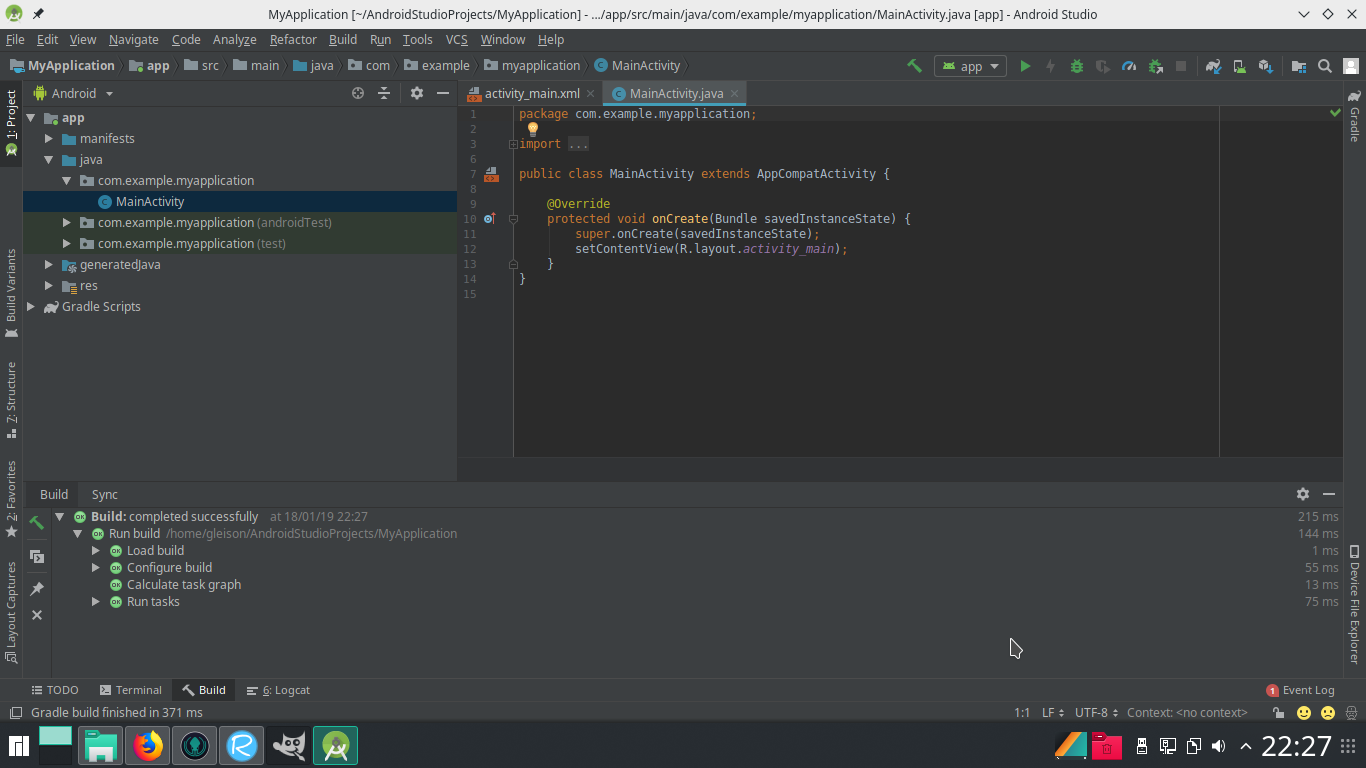 MyApplication [~/AndroidStudioProjects/MyApplication] - .../app/src/main/java/com/example/myapplication/MainActivity.java [app] - Android Studio
File Edit View Navigate Code Analyze Refactor Build Run Tools VCS Window Help
MyApplication app src main java com example myapplication MainActivity app
1: Project
Build Variants
7: Structure
2: Favorites
Layout Captures
Android
app
manifests
java
com.example.myapplication
MainActivity
com.example.myapplication (androidTest)
com.example.myapplication (test)
generatedJava
res
Gradle Scripts
activity_main.xml MainActivity.java
1 package com.example.myapplication;
2
3 import ...
6
7 public class MainActivity extends AppCompatActivity {
8
9 @Override
10 protected void onCreate(Bundle savedInstanceState) {
11 super.onCreate(savedInstanceState);
12 setContentView(R.layout.activity_main);
13 }
14 }
15
Gradle
Device File Explorer
Build Sync
Build: completed successfully at 18/01/19 22:27 215 ms
Run build /home/gleison/AndroidStudioProjects/MyApplication 144 ms
Load build 1 ms
Configure build 55 ms
Calculate task graph 13 ms
Run tasks 75 ms
TODO Terminal Build 6: Logcat 1 Event Log
Gradle build finished in 371 ms 1:1 LF UTF-8 Context: <no context>
22:27